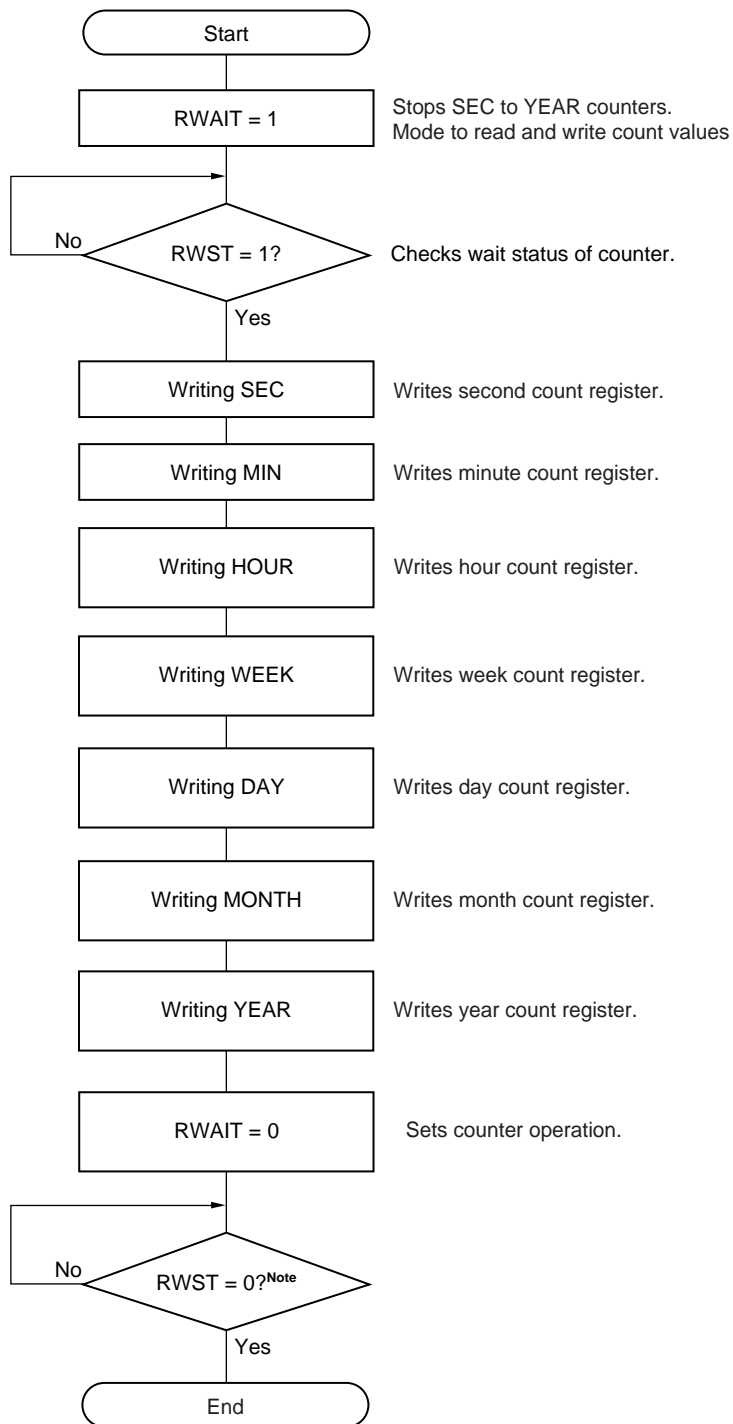 Start
RWAIT = 1
Stops SEC to YEAR counters.
Mode to read and write count values
No
RWST = 1?
Checks wait status of counter.
Yes
Writing SEC
Writes second count register.
Writing MIN
Writes minute count register.
Writing HOUR
Writes hour count register.
Writing WEEK
Writes week count register.
Writing DAY
Writes day count register.
Writing MONTH
Writes month count register.
Writing YEAR
Writes year count register.
RWAIT = 0
Sets counter operation.
No
RWST = 0?Note
Yes
End